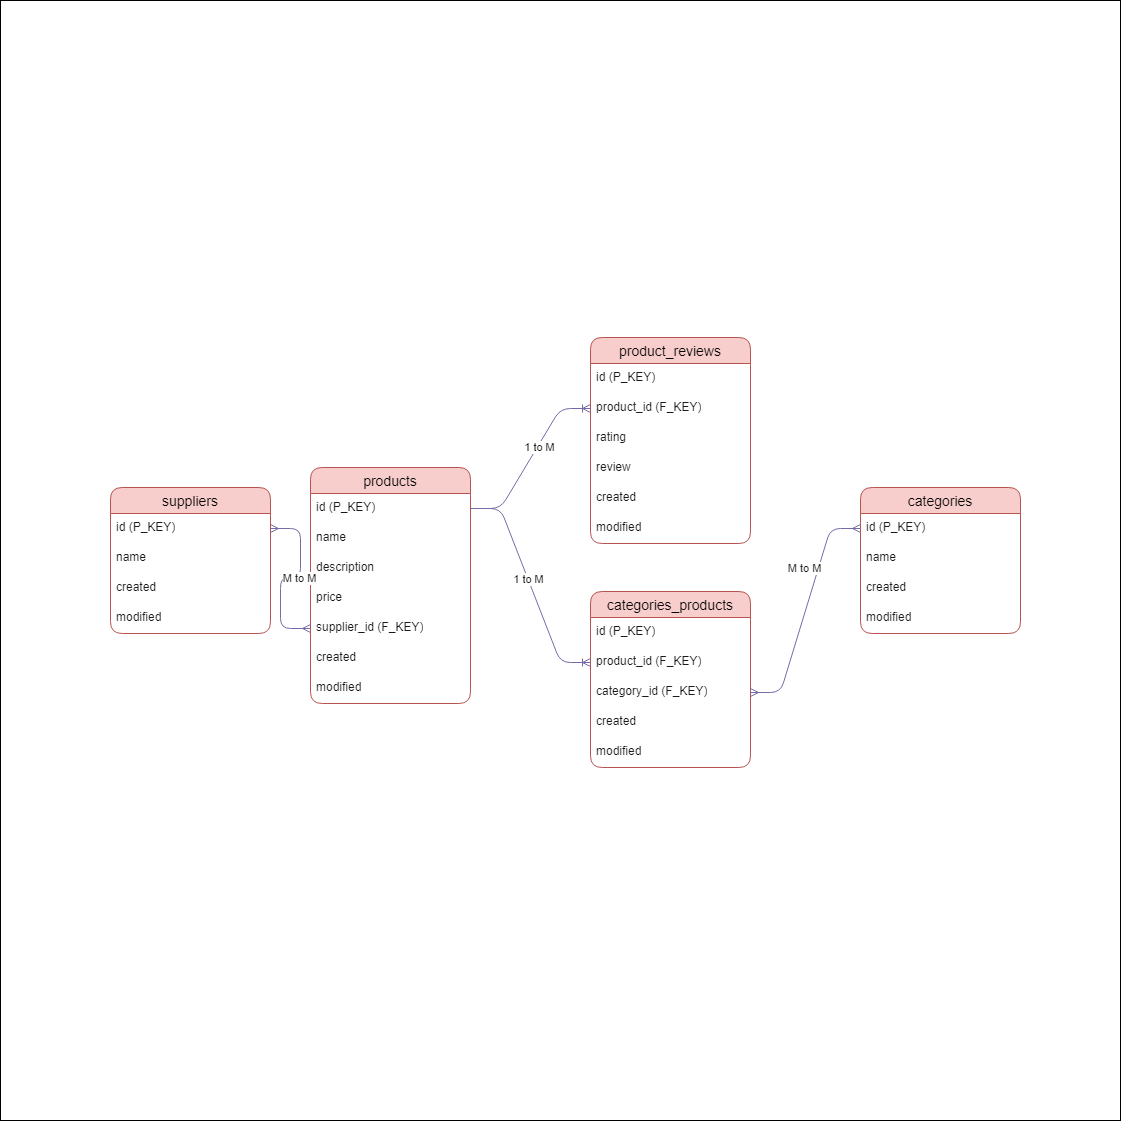 suppliers
id (P_KEY)
name
created
modified
M to M
products
id (P_KEY)
name
description
price
supplier_id (F_KEY)
created
modified
1 to M
1 to M
product_reviews
id (P_KEY)
product_id (F_KEY)
rating
review
created
modified
categories_products
id (P_KEY)
product_id (F_KEY)
category_id (F_KEY)
created
modified
M to M
categories
id (P_KEY)
name
created
modified